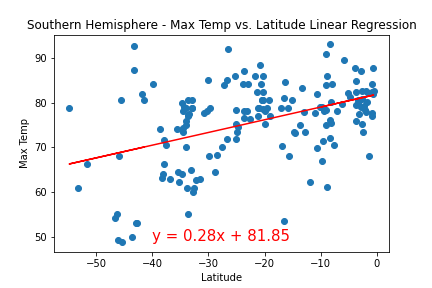 Southern Hemisphere - Max Temp vs. Latitude Linear Regression
90
80
70
60
50
Max Temp
y = 0.28x + 81.85
−50 −40 −30 −20 −10 0
Latitude